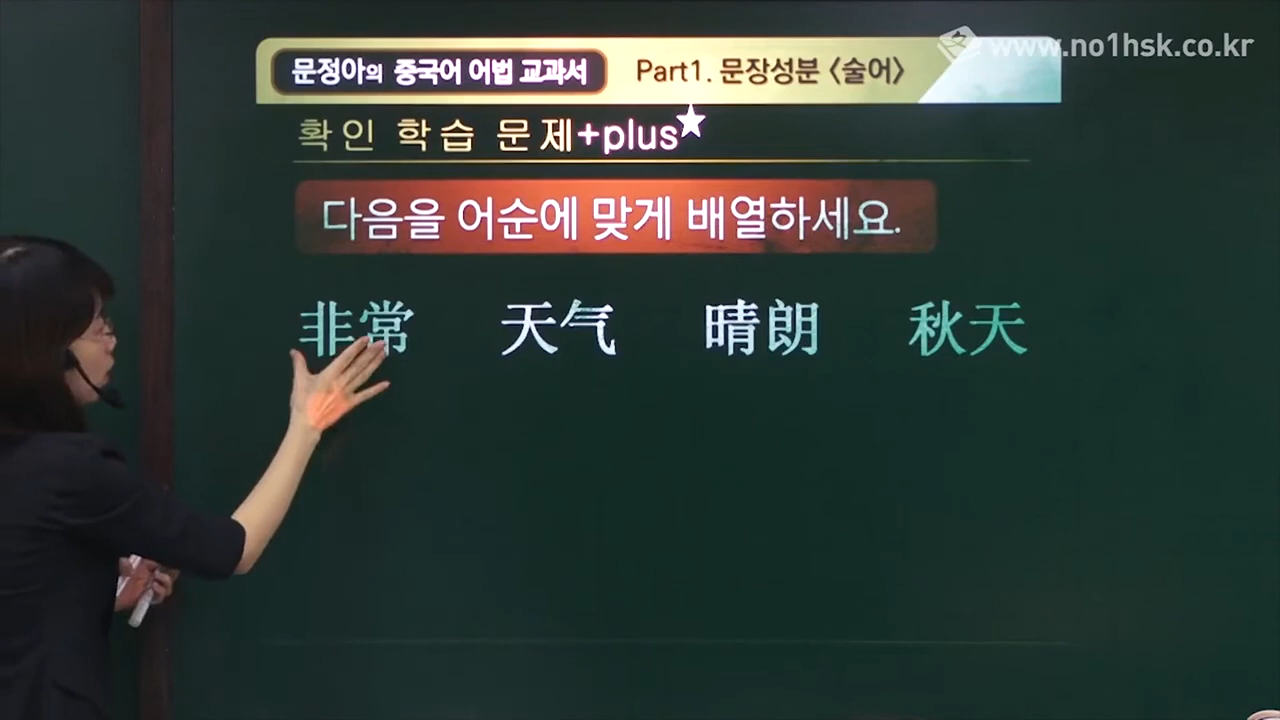 www.no1hsk.co.kr
문정아의 중국어 어법 교과서 Part1. 문장성분 〈술어〉
확인 학습 문제+plus
다음을 어순에 맞게 배열하세요.
非常 天气 晴朗 秋天